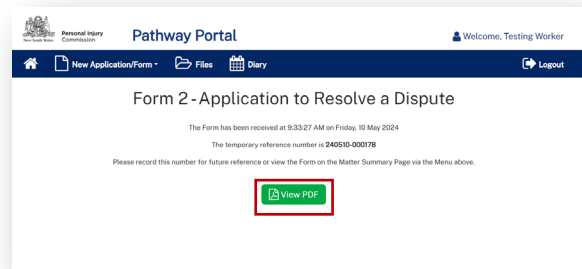 Personal Injury
Commission
New South Wales
Pathway Portal
Welcome, Testing Worker
New Application/Form
Files
Diary
Logout
Form 2 - Application to Resolve a Dispute
The Form has been received at 9:33:27 AM on Friday, 10 May 2024
The temporary reference number is 240510-000178
Please record this number for future reference or view the Form on the Matter Summary Page via the Menu above.
View PDF